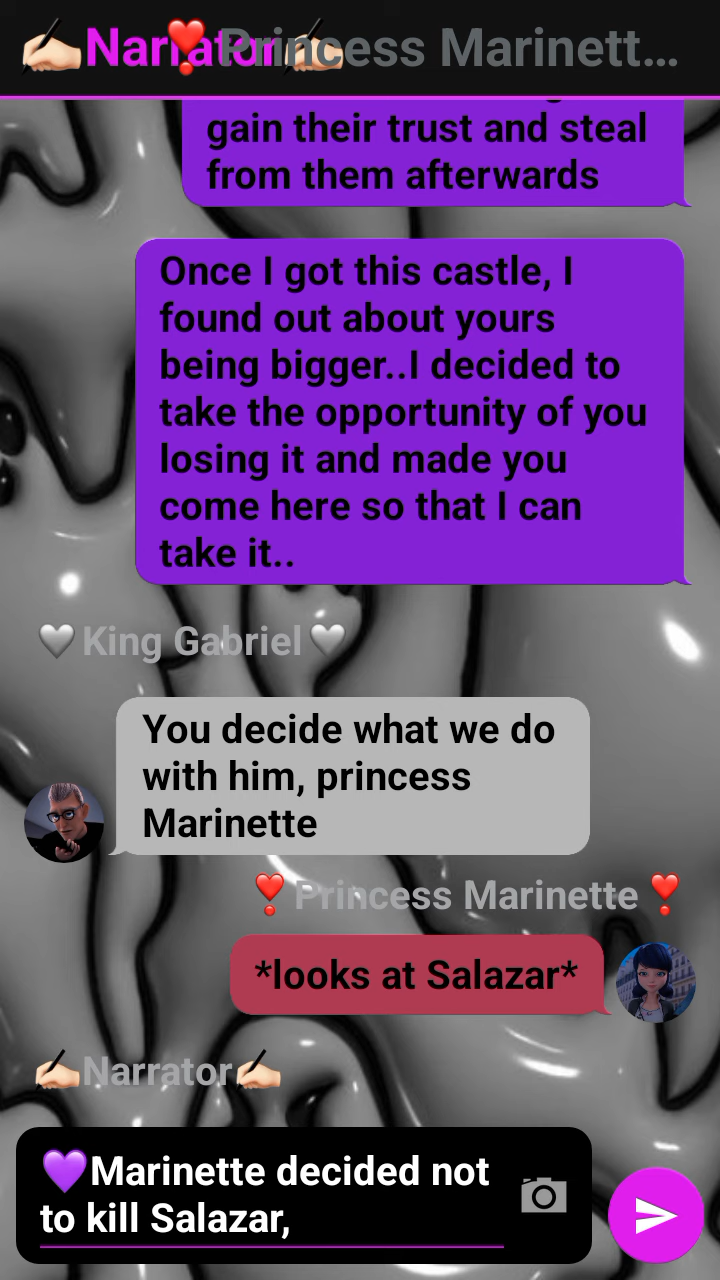 ✍🏻Narrator✍🏻
❣️Princess Marinett…
gain their trust and steal
from them afterwards
Once I got this castle, I
found out about yours
being bigger..I decided to
take the opportunity of you
losing it and made you
come here so that I can
take it..
🤍King Gabriel🤍
You decide what we do
with him, princess
Marinette
❣️Princess Marinette❣️
*looks at Salazar*
✍🏻Narrator✍🏻
💜Marinette decided not
to kill Salazar,